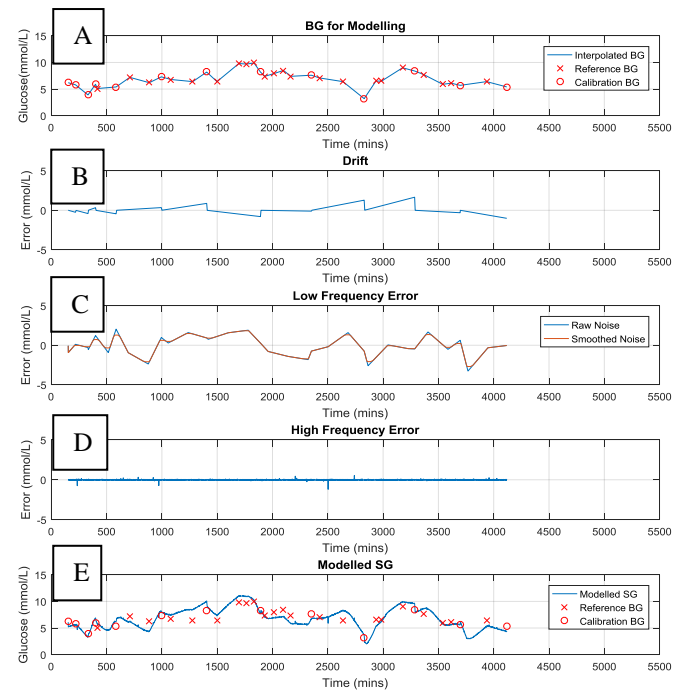 A
BG for Modelling
Glucose(mmol/L)
15
10
5
0
Interpolated BG
Reference BG
Calibration BG
0 500 1000 1500 2000 2500 3000 3500 4000 4500 5000 5500
Time (mins)
B
Drift
Error (mmol/L)
5
0
-5
0 500 1000 1500 2000 2500 3000 3500 4000 4500 5000 5500
Time (mins)
C
Low Frequency Error
Error (mmol/L)
5
0
-5
Raw Noise
Smoothed Noise
0 500 1000 1500 2000 2500 3000 3500 4000 4500 5000 5500
Time (mins)
D
High Frequency Error
Error (mmol/L)
5
0
-5
0 500 1000 1500 2000 2500 3000 3500 4000 4500 5000 5500
Time (mins)
E
Modelled SG
Glucose (mmol/L)
15
10
5
0
Modelled SG
Reference BG
Calibration BG
0 500 1000 1500 2000 2500 3000 3500 4000 4500 5000 5500
Time (mins)